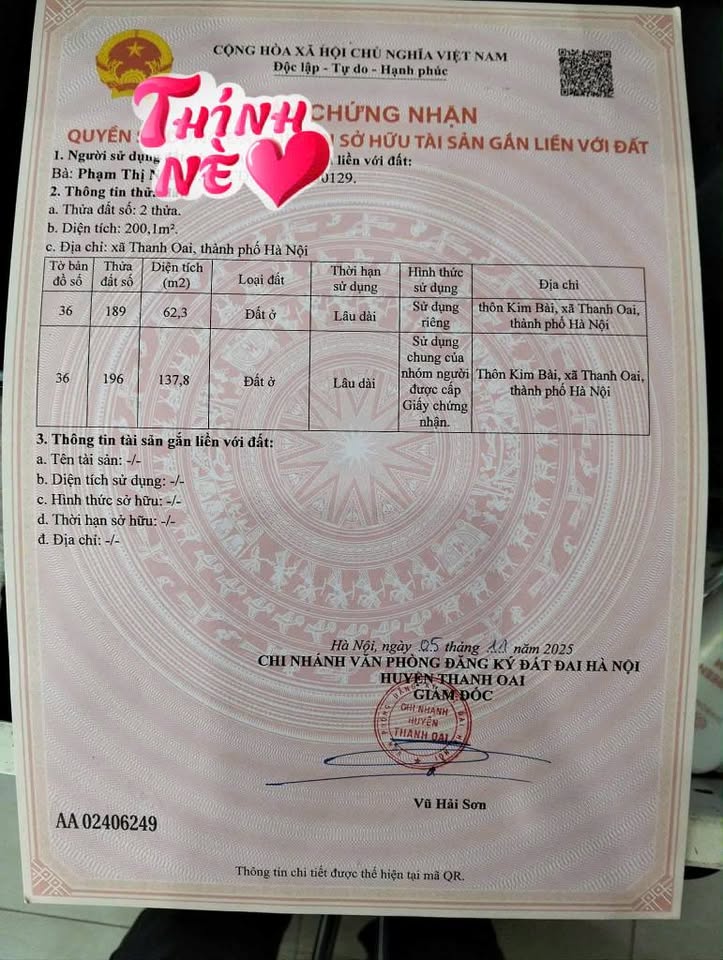 CỘNG HÒA XÃ HỘI CHỦ NGHĨA VIỆT NAM
Độc lập - Tự do - Hạnh phúc
THỈNH NÈ
CHỨNG NHẬN
QUYỀN SỞ HỮU TÀI SẢN GẮN LIỀN VỚI ĐẤT
1. Người sử dụng liền với đất:
Bà: Phạm Thị 0129.
2. Thông tin
a. Thửa đất số: 2 thửa.
b. Diện tích: 200,1m².
c. Địa chỉ: xã Thanh Oai, thành phố Hà Nội
Tờ bản đồ số Thửa đất số Diện tích (m2) Loại đất Thời hạn sử dụng Hình thức sử dụng Địa chỉ
36 189 62,3 Đất ở Lâu dài Sử dụng riêng thôn Kim Bài, xã Thanh Oai, thành phố Hà Nội
36 196 137,8 Đất ở Lâu dài Sử dụng chung của nhóm người được cấp Giấy chứng nhận. Thôn Kim Bài, xã Thanh Oai, thành phố Hà Nội
3. Thông tin tài sản gắn liền với đất:
a. Tên tài sản: -/-
b. Diện tích sử dụng: -/-
c. Hình thức sở hữu: -/-
d. Thời hạn sở hữu: -/-
đ. Địa chỉ: -/-
Hà Nội, ngày 05 tháng 11 năm 2025
CHI NHÁNH VĂN PHÒNG ĐĂNG KÝ ĐẤT ĐAI HÀ NỘI
HUYỆN THANH OAI
GIÁM ĐỐC
CHI NHÁNH
HUYỆN
THANH OAI
Vũ Hải Sơn
AA 02406249
Thông tin chi tiết được thể hiện tại mã QR.